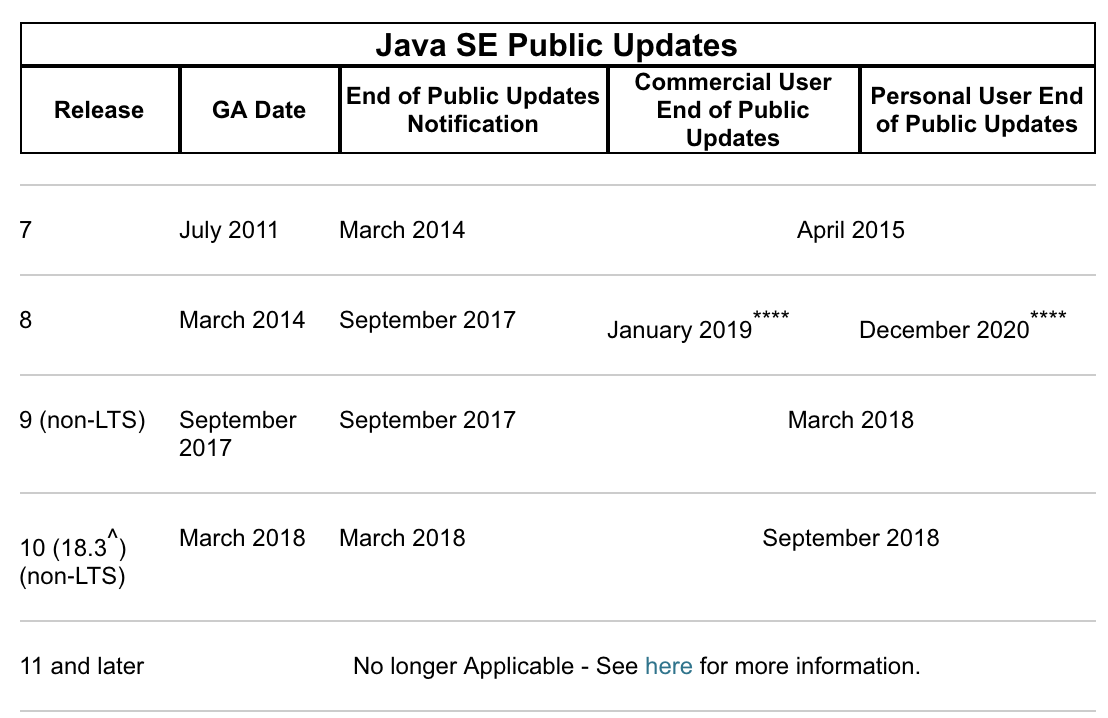 Java SE Public Updates
Release
GA Date
End of Public Updates
Notification
Commercial User
End of Public
Updates
Personal User End
of Public Updates
7
July 2011
March 2014
April 2015
8
March 2014
September 2017
January 2019****
December 2020****
9 (non-LTS)
September
2017
September 2017
March 2018
10 (18.3^)
(non-LTS)
March 2018
March 2018
September 2018
11 and later
No longer Applicable - See here for more information.